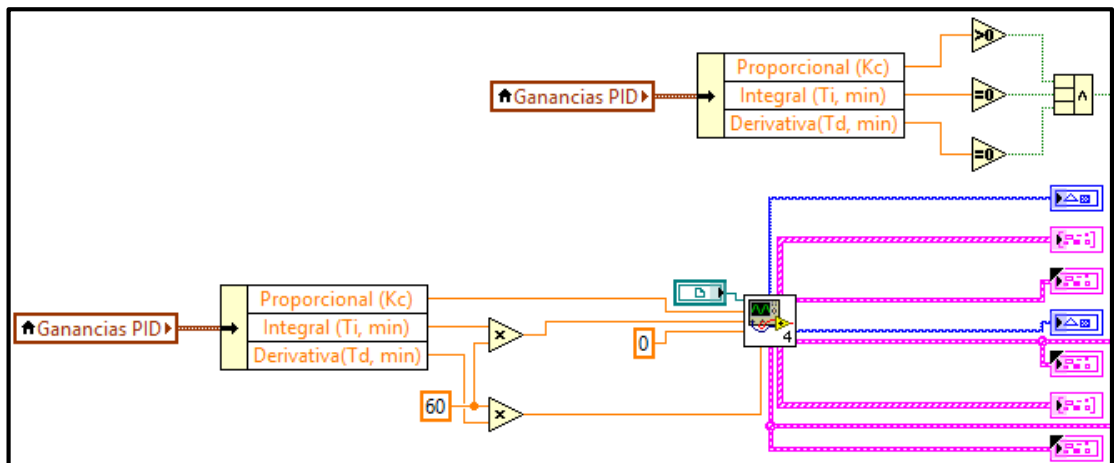 >0
Proporcional (Kc)
Ganancias PID
Integral (Ti, min)
=0
Derivativa(Td, min)
=0
Proporcional (Kc)
Ganancias PID
Integral (Ti, min)
Derivativa(Td, min)
x
0
4
60
x